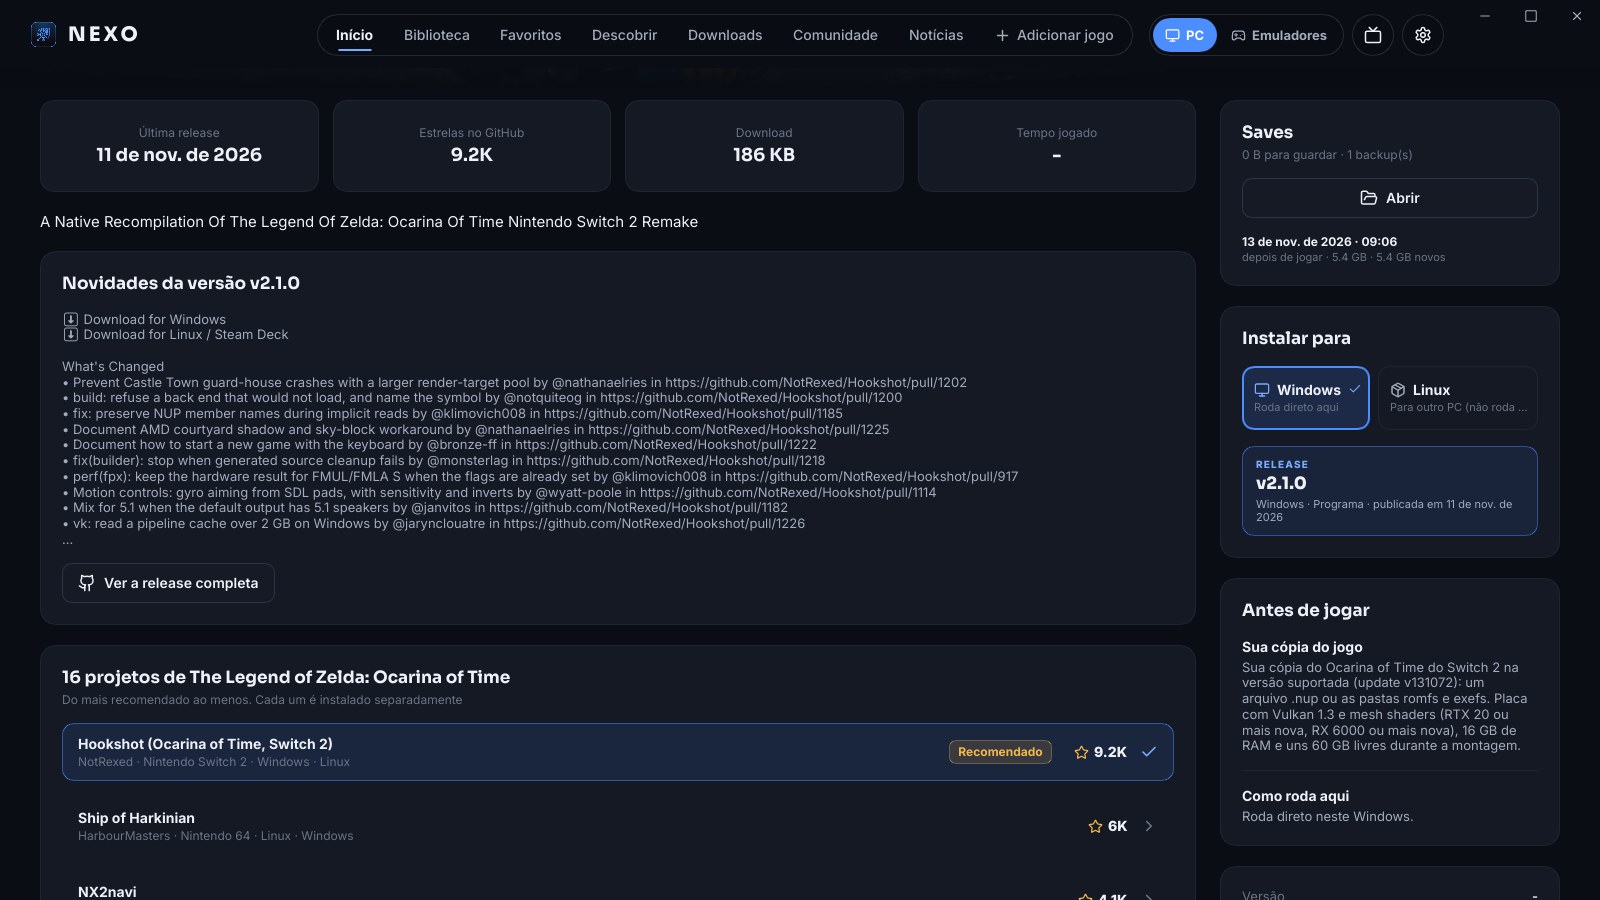 NEXO
Início
Biblioteca
Favoritos
Descobrir
Downloads
Comunidade
Notícias
Adicionar jogo
PC
Emuladores
Última release
11 de nov. de 2026
Estrelas no GitHub
9.2K
Download
186 KB
Tempo jogado
-
A Native Recompilation Of The Legend Of Zelda: Ocarina Of Time Nintendo Switch 2 Remake
Novidades da versão v2.1.0
Download for Windows
Download for Linux / Steam Deck
What's Changed
• Prevent Castle Town guard-house crashes with a larger render-target pool by @nathanaelries in https://github.com/NotRexed/Hookshot/pull/1202
• build: refuse a back end that would not load, and name the symbol by @notquiteog in https://github.com/NotRexed/Hookshot/pull/1200
• fix: preserve NUP member names during implicit reads by @klimovich008 in https://github.com/NotRexed/Hookshot/pull/1185
• Document AMD courtyard shadow and sky-block workaround by @nathanaelries in https://github.com/NotRexed/Hookshot/pull/1225
• Document how to start a new game with the keyboard by @bronze-ff in https://github.com/NotRexed/Hookshot/pull/1222
• fix(builder): stop when generated source cleanup fails by @monsterlag in https://github.com/NotRexed/Hookshot/pull/1218
• perf(fpx): keep the hardware result for FMUL/FMLA S when the flags are already set by @klimovich008 in https://github.com/NotRexed/Hookshot/pull/917
• Motion controls: gyro aiming from SDL pads, with sensitivity and inverts by @wyatt-poole in https://github.com/NotRexed/Hookshot/pull/1114
• Mix for 5.1 when the default output has 5.1 speakers by @janvitos in https://github.com/NotRexed/Hookshot/pull/1182
• vk: read a pipeline cache over 2 GB on Windows by @jarynclouatre in https://github.com/NotRexed/Hookshot/pull/1226
...
Ver a release completa
16 projetos de The Legend of Zelda: Ocarina of Time
Do mais recomendado ao menos. Cada um é instalado separadamente
Hookshot (Ocarina of Time, Switch 2)
NotRexed · Nintendo Switch 2 · Windows · Linux
Recomendado
9.2K
Ship of Harkinian
HarbourMasters · Nintendo 64 · Linux · Windows
6K
NX2navi
4.1K
Saves
0 B para guardar · 1 backup(s)
Abrir
13 de nov. de 2026 · 09:06
depois de jogar · 5.4 GB · 5.4 GB novos
Instalar para
Windows
Roda direto aqui
Linux
Para outro PC (não roda ...
RELEASE
v2.1.0
Windows · Programa · publicada em 11 de nov. de
2026
Antes de jogar
Sua cópia do jogo
Sua cópia do Ocarina of Time do Switch 2 na
versão suportada (update v131072): um
arquivo .nup ou as pastas romfs e exefs. Placa
com Vulkan 1.3 e mesh shaders (RTX 20 ou
mais nova, RX 6000 ou mais nova), 16 GB de
RAM e uns 60 GB livres durante a montagem.
Como roda aqui
Roda direto neste Windows.
Versão
-